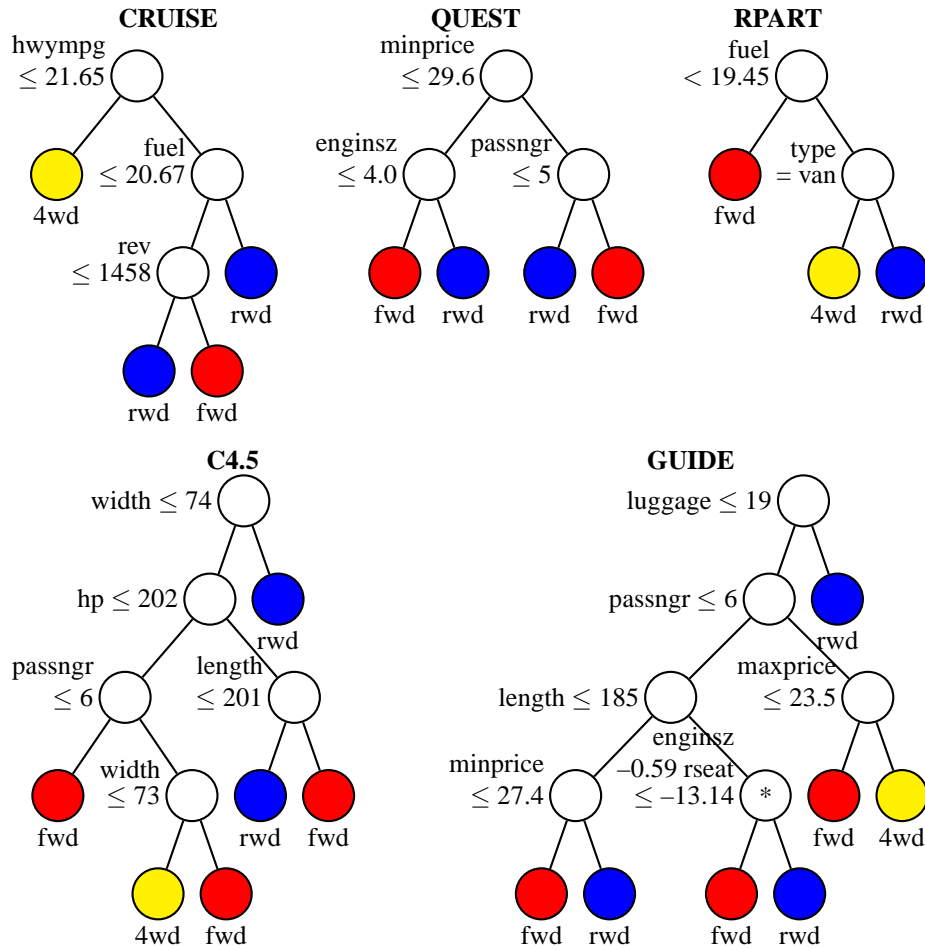 CRUISE
hwympg
≤ 21.65
4wd
fuel
≤ 20.67
rev
≤ 1458
rwd
rwd
fwd
QUEST
minprice
≤ 29.6
enginsz
≤ 4.0
passngr
≤ 5
fwd
rwd
rwd
fwd
RPART
fuel
< 19.45
fwd
type
= van
4wd
rwd
C4.5
width ≤ 74
hp ≤ 202
rwd
passngr
≤ 6
length
≤ 201
fwd
width
≤ 73
rwd
fwd
4wd
fwd
GUIDE
luggage ≤ 19
passngr ≤ 6
rwd
length ≤ 185
maxprice
≤ 23.5
minprice
≤ 27.4
enginsz
–0.59 rseat
≤ –13.14
*
fwd
4wd
fwd
rwd
fwd
rwd